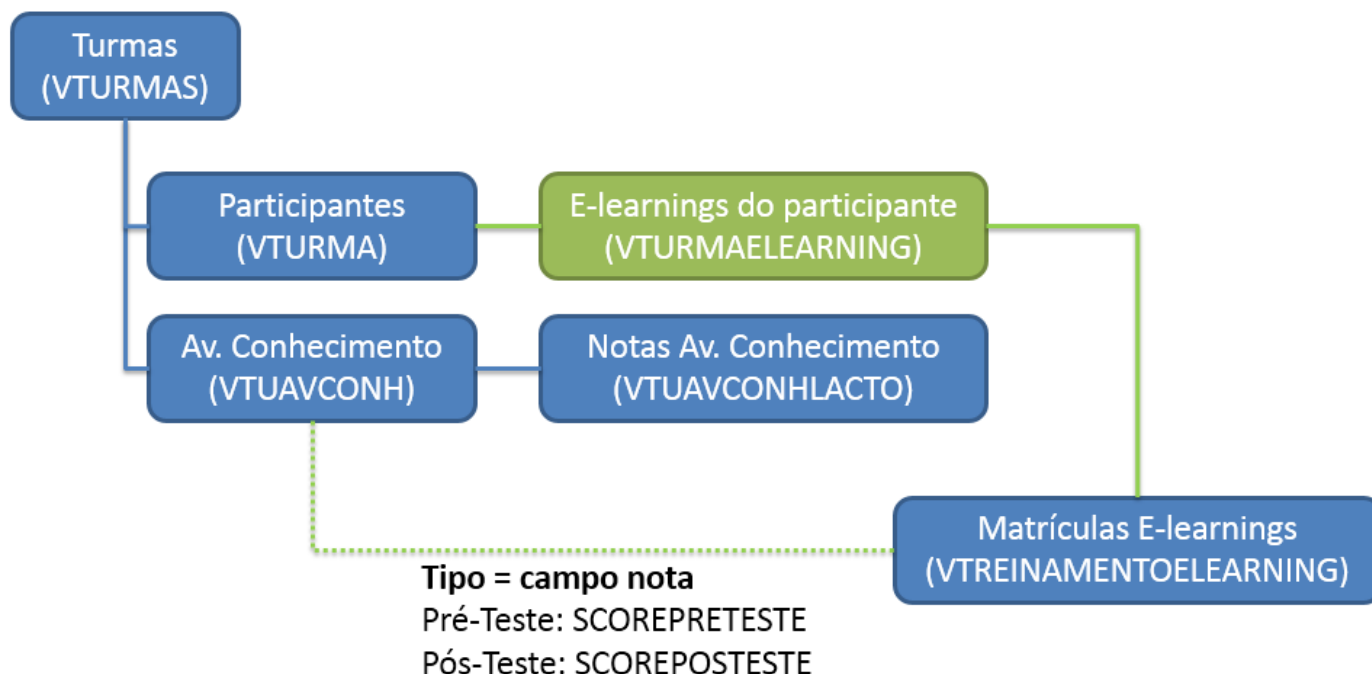 Turmas
(VTURMAS)
Participantes
(VTURMA)
E-learnings do participante
(VTURMAELEARNING)
Av. Conhecimento
(VTUAVCONH)
Notas Av. Conhecimento
(VTUAVCONHLACTO)
Matrículas E-learnings
(VTREINAMENTOELEARNING)
Tipo = campo nota
Pré-Teste: SCOREPRETESTE
Pós-Teste: SCOREPOSTESTE